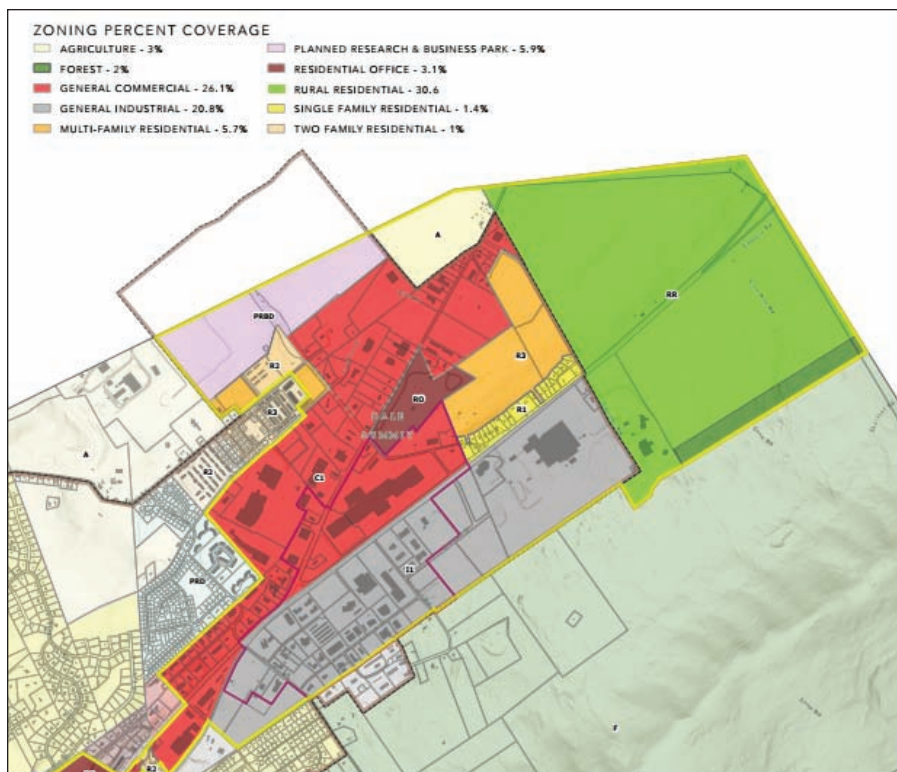 ZONING PERCENT COVERAGE
AGRICULTURE - 3%
FOREST - 2%
GENERAL COMMERCIAL - 26.1%
GENERAL INDUSTRIAL - 20.8%
MULTI-FAMILY RESIDENTIAL - 5.7%
PLANNED RESEARCH & BUSINESS PARK - 5.9%
RESIDENTIAL OFFICE - 3.1%
RURAL RESIDENTIAL - 30.6
SINGLE FAMILY RESIDENTIAL - 1.4%
TWO FAMILY RESIDENTIAL - 1%
A
RR
PRBD
R2
R3
RO
R1
DALE
SUMMIT
R3
A
R2
C1
I1
PRD
F
R2